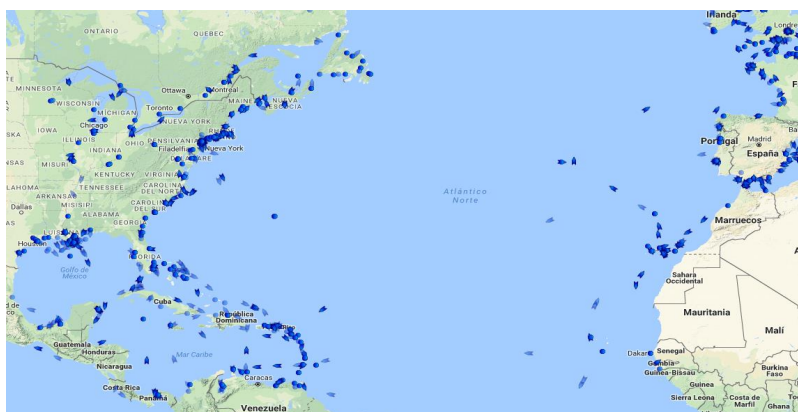 Irlanda
Londre
ONTARIO
QUEBEC
MINNESOTA
Ottawa
Montreal
WISCONSIN
MICHIGAN
Toronto
MAINE
NUEVA
ESCOCIA
Chicago
NUEVA YORK
IOWA
ILLINOIS
OHIO
PENSILVANIA
Nueva York
INDIANA
Filadelfia
DELAWARE
Portugal
Madrid
España
MISURI
KENTUCKY
VIRGINIA
LAHOMA
TENNESSEE
CAROLINA
DEL NORTE
ARKANSAS
Atlántico
Norte
Dallas
MISISIPI
CAROLINA
DEL SUR
ALABAMA
GEORGIA
Marruecos
LUISIANA
Houston
FLORIDA
Golfo de
México
Sahara
Occidental
Cuba
República
Dominicana
Mauritania
Malí
Guatemala
Honduras
Mar Caribe
Dakar
Senegal
Gambia
Nicaragua
Guinea-Bissau
Burkina
Faso
Caracas
Guinea
Costa Rica
Panamá
Sierra Leona
Costa de
Marfil
Ghana
Venezuela